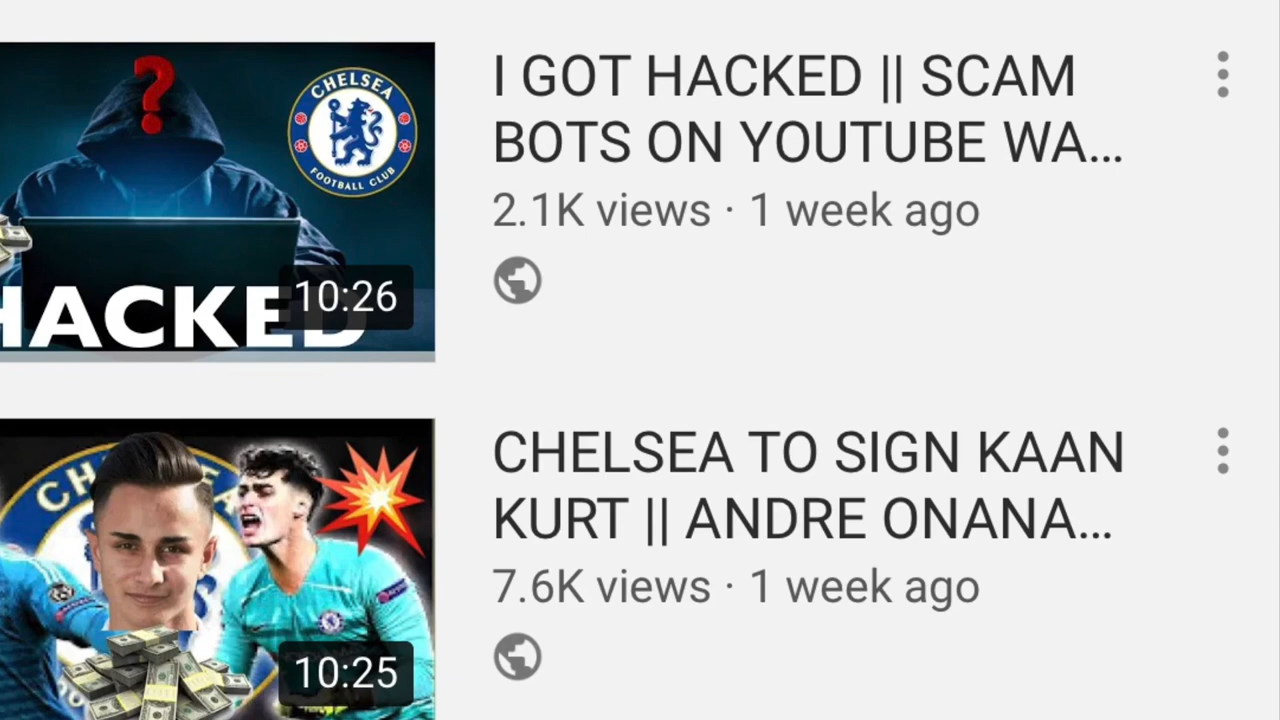 CHELSEA
FOOTBALL CLUB
HACKED
10:26
I GOT HACKED || SCAM
BOTS ON YOUTUBE WA...
2.1K views · 1 week ago
10:25
CHELSEA TO SIGN KAAN
KURT || ANDRE ONANA...
7.6K views · 1 week ago